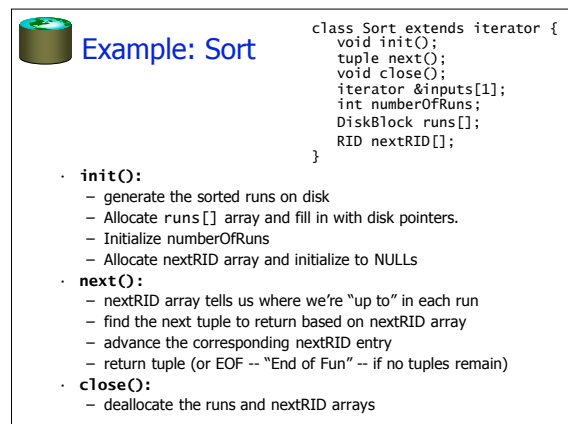 Example: Sort
class Sort extends iterator {
void init();
tuple next();
void close();
iterator &inputs[1];
int numberOfRuns;
DiskBlock runs[];
RID nextRID[];
}
· init():
– generate the sorted runs on disk
– Allocate runs[] array and fill in with disk pointers.
– Initialize numberOfRuns
– Allocate nextRID array and initialize to NULLs
· next():
– nextRID array tells us where we’re “up to” in each run
– find the next tuple to return based on nextRID array
– advance the corresponding nextRID entry
– return tuple (or EOF -- “End of Fun” -- if no tuples remain)
· close():
– deallocate the runs and nextRID arrays